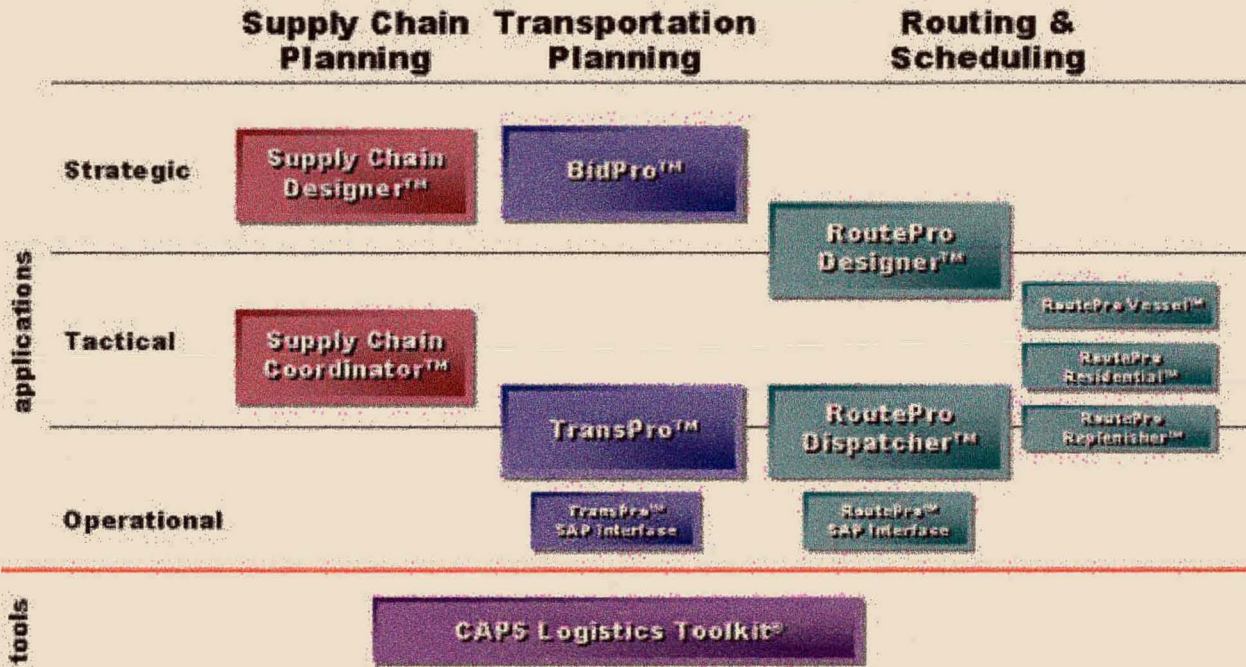 Supply Chain Transportation Routing &
Planning Planning Scheduling
Strategic
Supply Chain
Designer™
BidPro™
RoutePro
Designer™
applications
Tactical
Supply Chain
Coordinator™
RoutePro Vessel™
RoutePro
Residential™
TransPro™
RoutePro
Dispatcher™
RoutePro
Replenisher™
Operational
TransPro™
SAP Interface
RoutePro™
SAP Interface
tools
CAPS Logistics Toolkit®